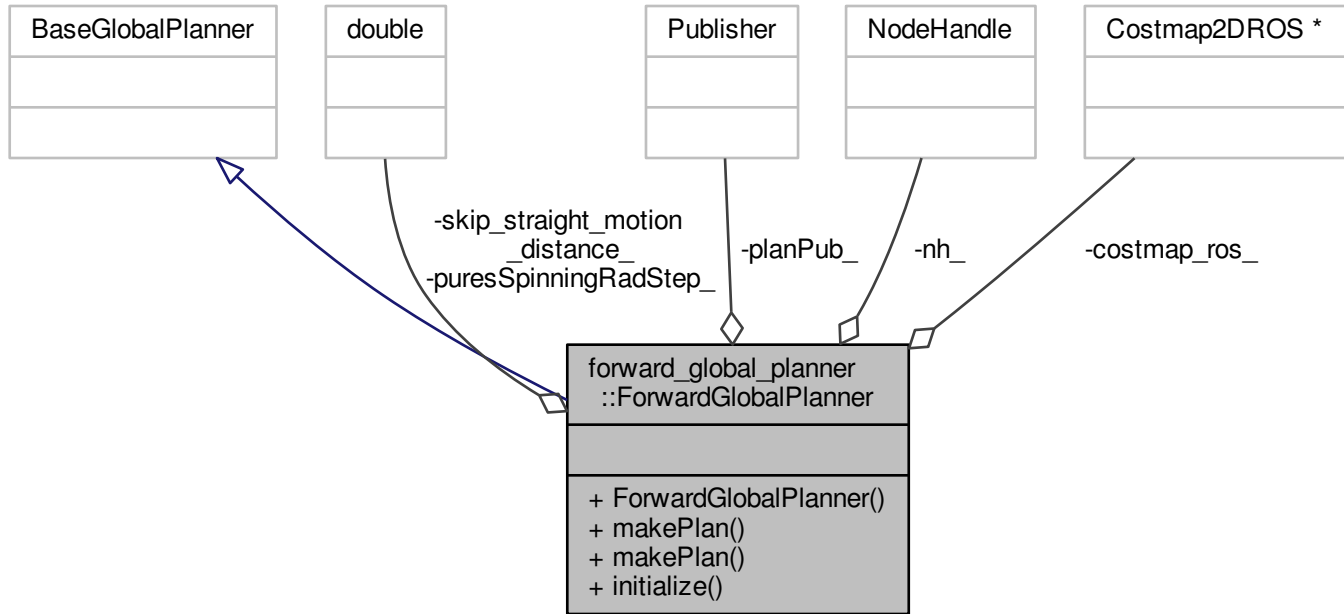 BaseGlobalPlanner
double
Publisher
NodeHandle
Costmap2DROS *
-skip_straight_motion
_distance_
-puresSpinningRadStep_
-planPub_
-nh_
-costmap_ros_
forward_global_planner
::ForwardGlobalPlanner
+ ForwardGlobalPlanner()
+ makePlan()
+ makePlan()
+ initialize()